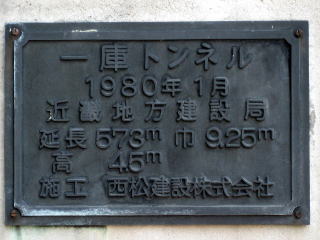 一庫トンネル
1980年1月
近畿地方建設局
延長 573m 巾 9.25m
高 4.5m
施工 西松建設株式会社